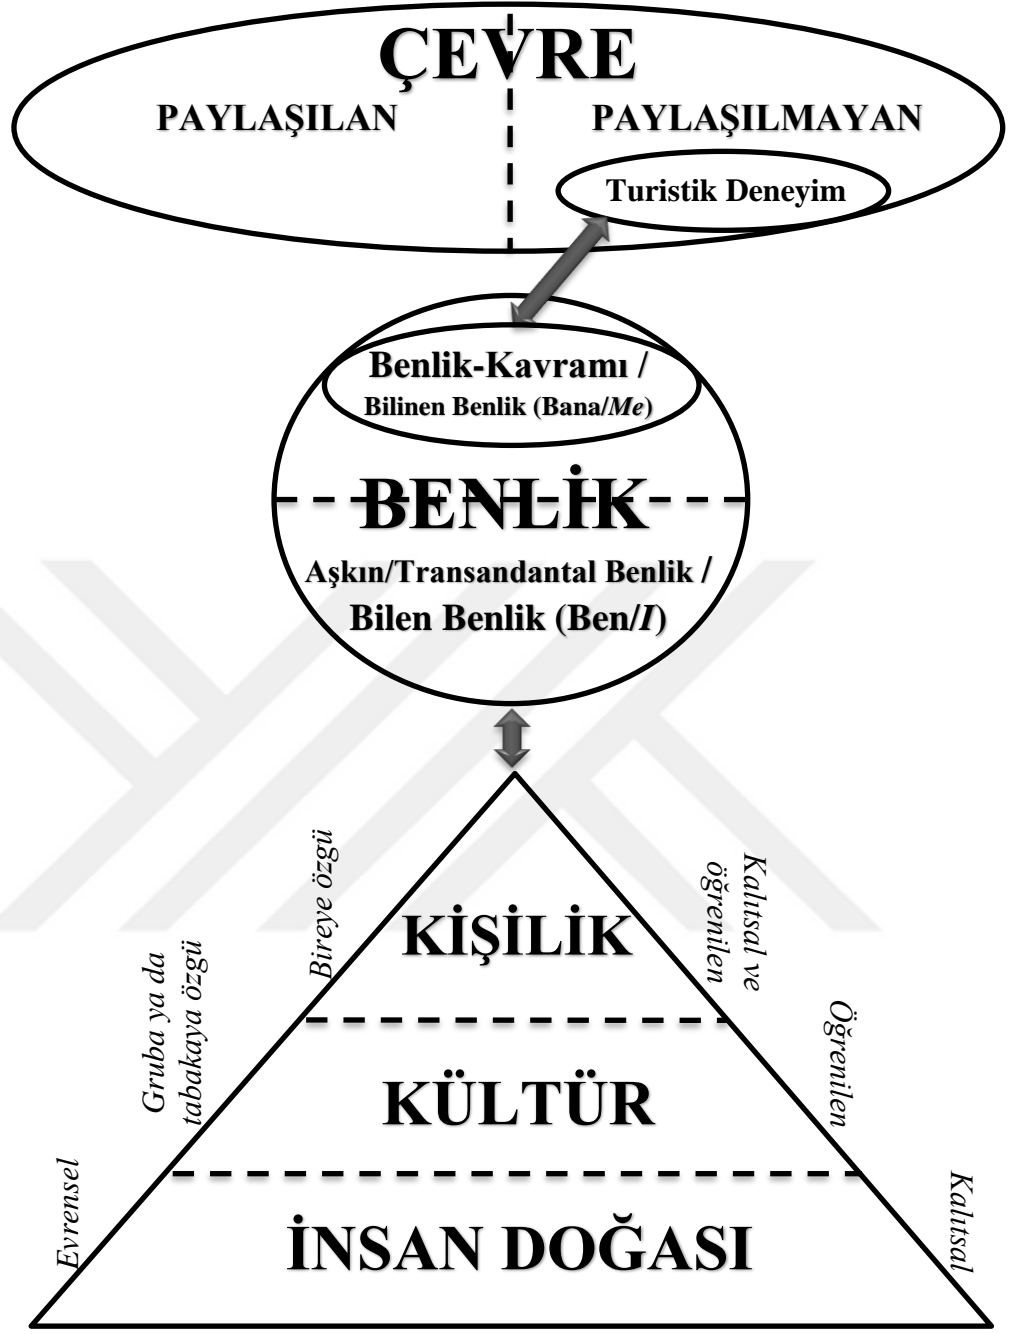 ÇEVRE
PAYLAŞILAN
PAYLAŞILMAYAN
Turistik Deneyim
Benlik-Kavramı /
Bilinen Benlik (Bana/Me)
BENLİK
Aşkın/Transandantal Benlik /
Bilen Benlik (Ben/I)
KİŞİLİK
Bireye özgü
Kalıtsal ve
öğrenilen
KÜLTÜR
Gruba ya da
tabakaya özgü
Öğrenilen
İNSAN DOĞASI
Evrensel
Kalıtsal